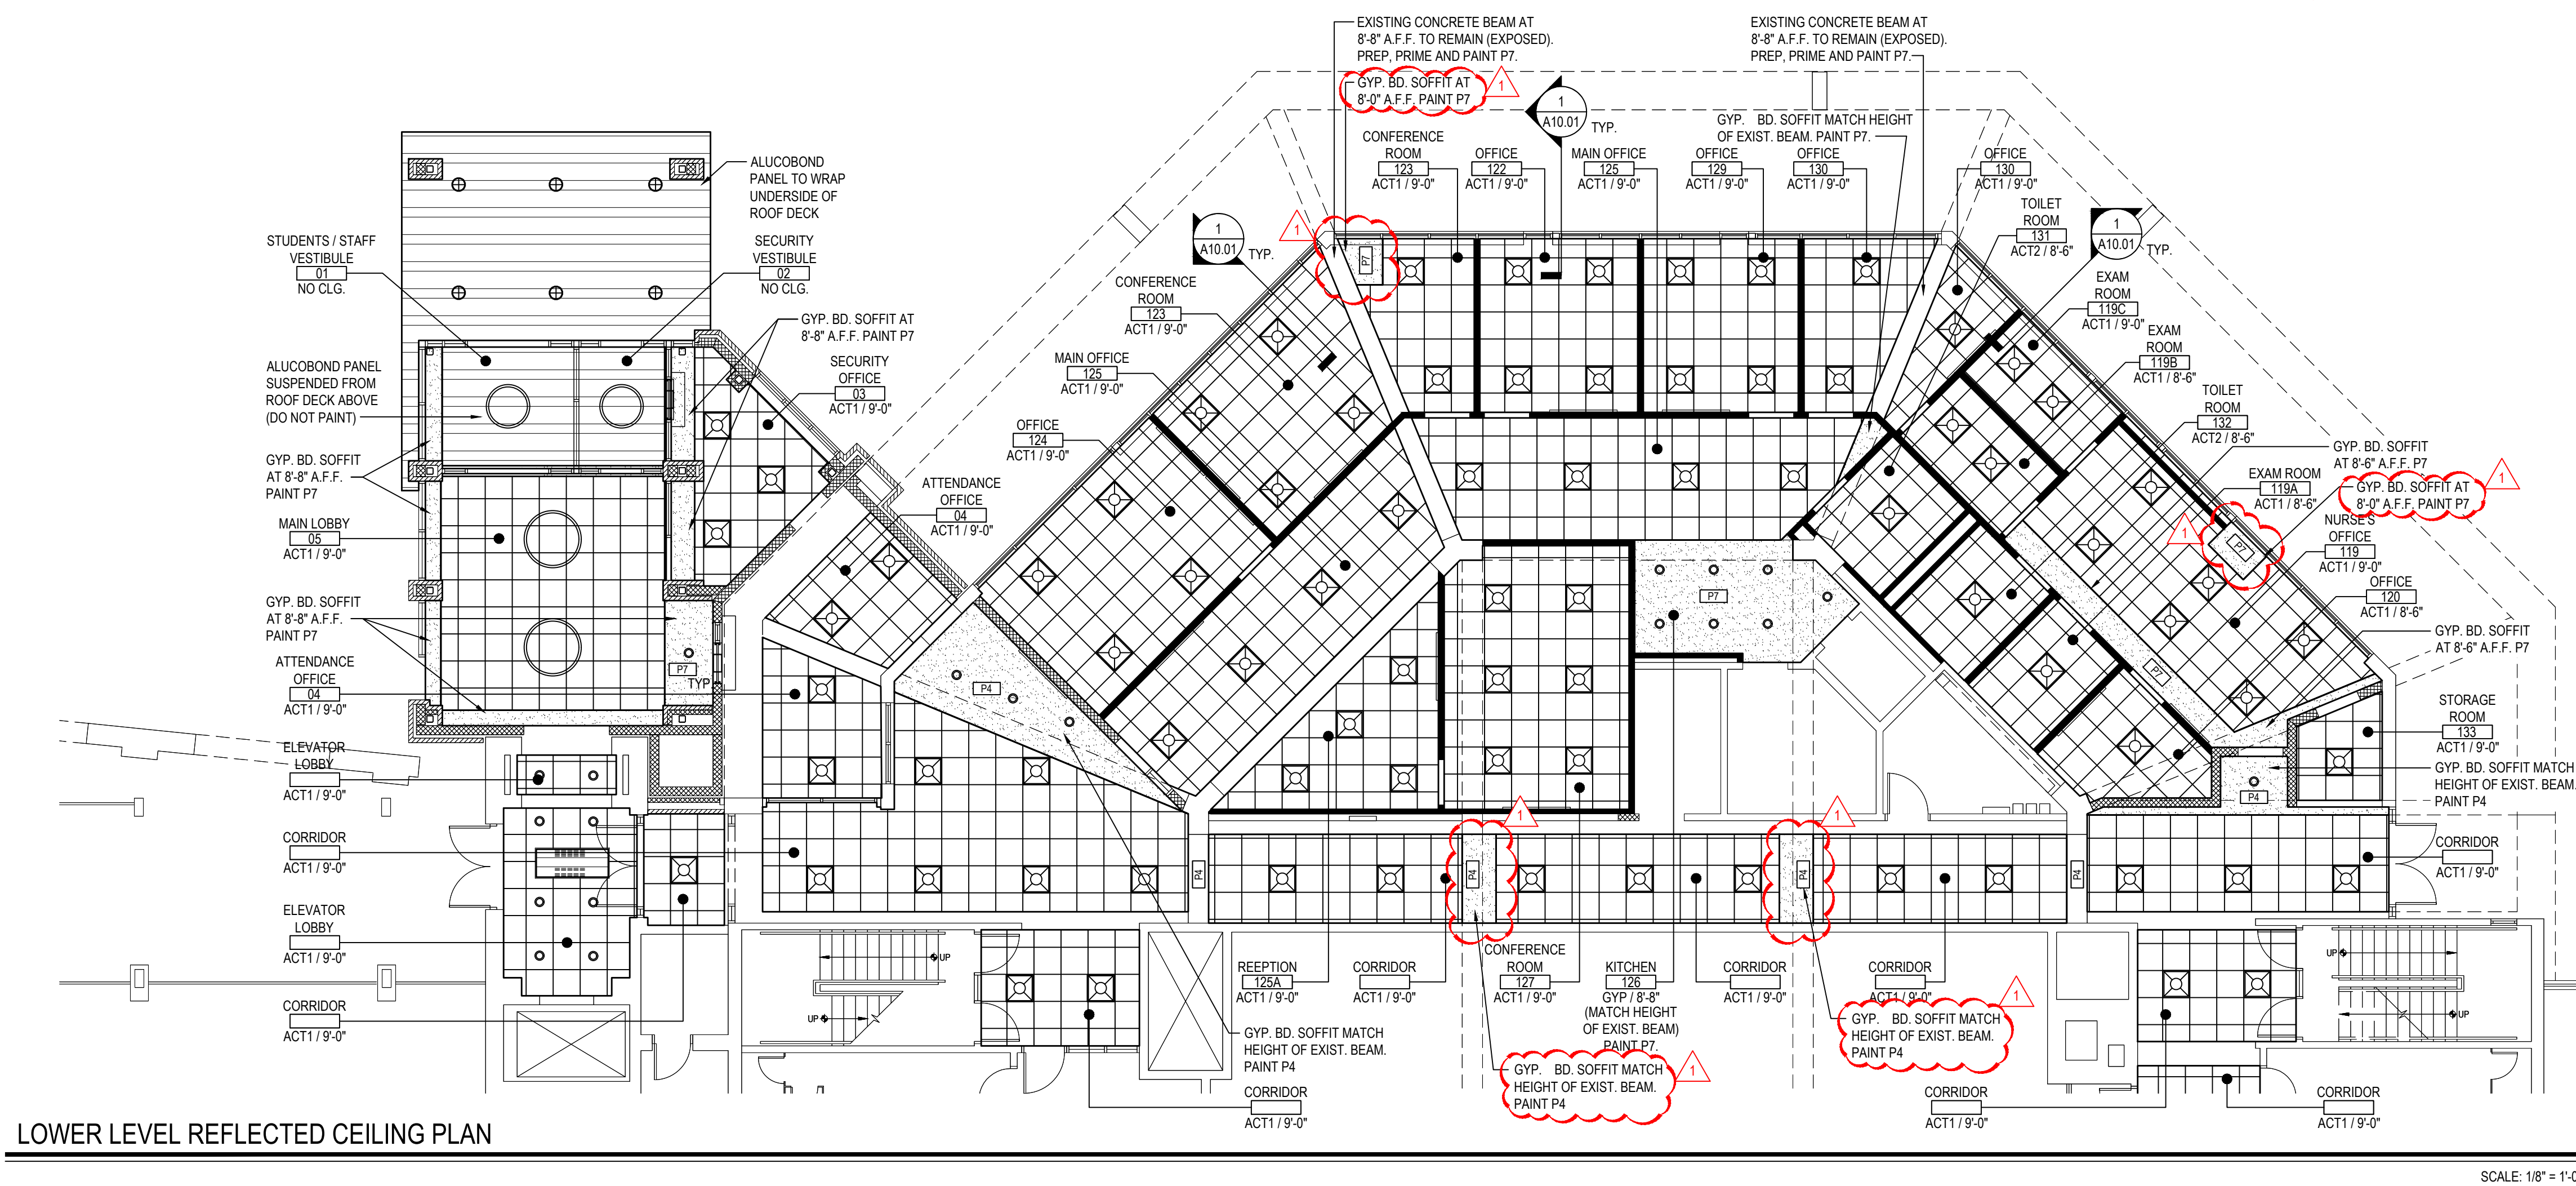 EXISTING CONCRETE BEAM AT
8'-8" A.F.F. TO REMAIN (EXPOSED).
PREP, PRIME AND PAINT P7.
GYP. BD. SOFFIT AT
8'-0" A.F.F. PAINT P7
1
1
A10.01
TYP.
EXISTING CONCRETE BEAM AT
8'-8" A.F.F. TO REMAIN (EXPOSED).
PREP, PRIME AND PAINT P7.
GYP. BD. SOFFIT MATCH HEIGHT
OF EXIST. BEAM. PAINT P7.
CONFERENCE
ROOM
123
ACT1 / 9'-0"
OFFICE
122
ACT1 / 9'-0"
MAIN OFFICE
125
ACT1 / 9'-0"
OFFICE
129
ACT1 / 9'-0"
OFFICE
130
ACT1 / 9'-0"
OFFICE
130
ACT1 / 9'-0"
TOILET
ROOM
131
ACT2 / 8'-6"
1
A10.01
TYP.
EXAM
ROOM
119C
ACT1 / 9'-0"
EXAM
ROOM
119B
ACT1 / 8'-6"
TOILET
ROOM
132
ACT2 / 8'-6"
GYP. BD. SOFFIT
AT 8'-6" A.F.F. P7
EXAM ROOM
119A
ACT1 / 8'-6"
GYP. BD. SOFFIT AT
8'-0" A.F.F. PAINT P7
1
1
NURSE'S
OFFICE
119
ACT1 / 9'-0"
OFFICE
120
ACT1 / 8'-6"
GYP. BD. SOFFIT
AT 8'-6" A.F.F. P7
STORAGE
ROOM
133
ACT1 / 9'-0"
GYP. BD. SOFFIT MATCH
HEIGHT OF EXIST. BEAM.
PAINT P4
CORRIDOR
ACT1 / 9'-0"
ALUCOBOND
PANEL TO WRAP
UNDERSIDE OF
ROOF DECK
STUDENTS / STAFF
VESTIBULE
01
NO CLG.
SECURITY
VESTIBULE
02
NO CLG.
GYP. BD. SOFFIT AT
8'-8" A.F.F. PAINT P7
SECURITY
OFFICE
03
ACT1 / 9'-0"
ALUCOBOND PANEL
SUSPENDED FROM
ROOF DECK ABOVE
(DO NOT PAINT)
GYP. BD. SOFFIT
AT 8'-8" A.F.F.
PAINT P7
MAIN LOBBY
05
ACT1 / 9'-0"
GYP. BD. SOFFIT
AT 8'-8" A.F.F.
PAINT P7
ATTENDANCE
OFFICE
04
ACT1 / 9'-0"
ELEVATOR
LOBBY
ACT1 / 9'-0"
CORRIDOR
ACT1 / 9'-0"
ELEVATOR
LOBBY
ACT1 / 9'-0"
CORRIDOR
ACT1 / 9'-0"
1
1
A10.01
TYP.
CONFERENCE
ROOM
123
ACT1 / 9'-0"
MAIN OFFICE
125
ACT1 / 9'-0"
OFFICE
124
ACT1 / 9'-0"
ATTENDANCE
OFFICE
04
ACT1 / 9'-0"
P7
P7
P7
P7
P7
TYP
P4
P4
P4
P4
P4
P4
1
1
UP
UP
UP
UP
REEPTION
125A
ACT1 / 9'-0"
CORRIDOR
ACT1 / 9'-0"
CONFERENCE
ROOM
127
ACT1 / 9'-0"
KITCHEN
126
GYP / 8'-8"
(MATCH HEIGHT
OF EXIST. BEAM)
PAINT P7.
CORRIDOR
ACT1 / 9'-0"
CORRIDOR
ACT1 / 9'-0"
GYP. BD. SOFFIT MATCH
HEIGHT OF EXIST. BEAM.
PAINT P4
1
GYP. BD. SOFFIT MATCH
HEIGHT OF EXIST. BEAM.
PAINT P4
GYP. BD. SOFFIT MATCH
HEIGHT OF EXIST. BEAM.
PAINT P4
1
CORRIDOR
ACT1 / 9'-0"
CORRIDOR
ACT1 / 9'-0"
CORRIDOR
ACT1 / 9'-0"
LOWER LEVEL REFLECTED CEILING PLAN
SCALE: 1/8" = 1'-0